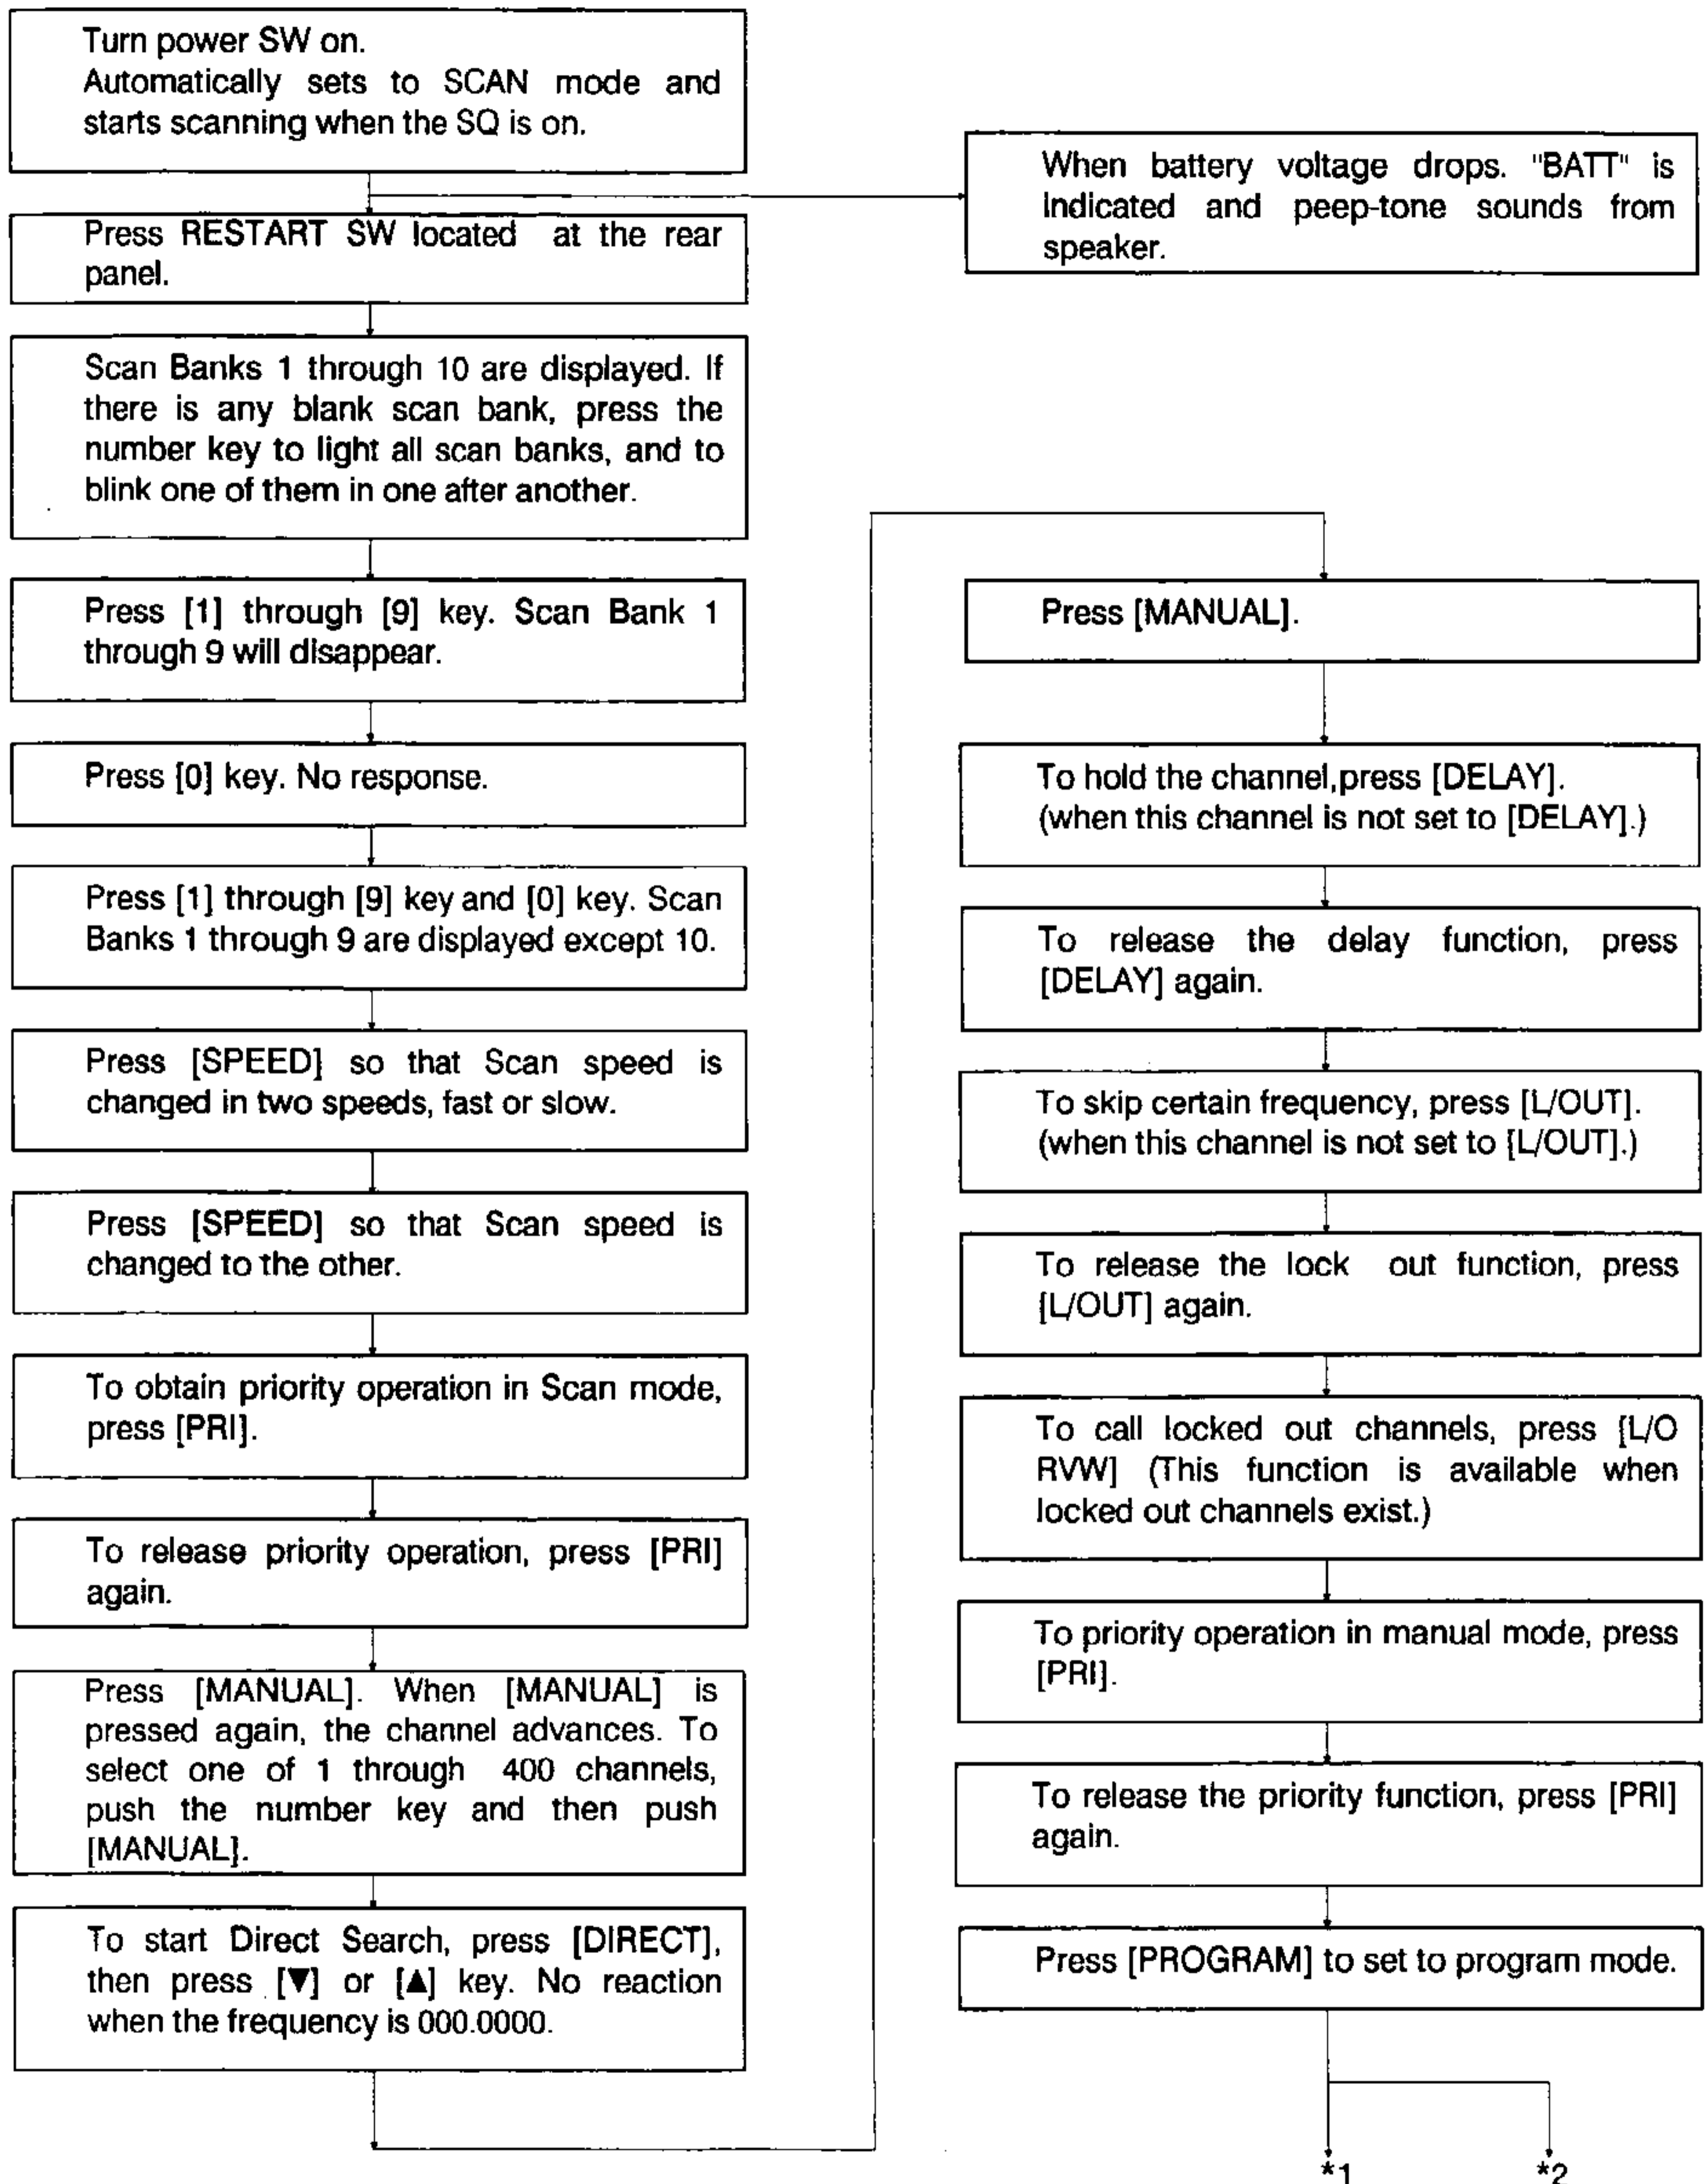 Turn power SW on.
Automatically sets to SCAN mode and
starts scanning when the SQ is on.
When battery voltage drops. "BATT" is
indicated and peep-tone sounds from
speaker.
Press RESTART SW located at the rear
panel.
Scan Banks 1 through 10 are displayed. If
there is any blank scan bank, press the
number key to light all scan banks, and to
blink one of them in one after another.
Press [1] through [9] key. Scan Bank 1
through 9 will disappear.
Press [0] key. No response.
Press [1] through [9] key and [0] key. Scan
Banks 1 through 9 are displayed except 10.
Press [SPEED] so that Scan speed is
changed in two speeds, fast or slow.
Press [SPEED] so that Scan speed is
changed to the other.
To obtain priority operation in Scan mode,
press [PRI].
To release priority operation, press [PRI]
again.
Press [MANUAL]. When [MANUAL] is
pressed again, the channel advances. To
select one of 1 through 400 channels,
push the number key and then push
[MANUAL].
To start Direct Search, press [DIRECT],
then press [▼] or [▲] key. No reaction
when the frequency is 000.0000.
Press [MANUAL].
To hold the channel,press [DELAY].
(when this channel is not set to [DELAY].)
To release the delay function, press
[DELAY] again.
To skip certain frequency, press [L/OUT].
(when this channel is not set to [L/OUT].)
To release the lock out function, press
[L/OUT] again.
To call locked out channels, press [L/O
RVW] (This function is available when
locked out channels exist.)
To priority operation in manual mode, press
[PRI].
To release the priority function, press [PRI]
again.
Press [PROGRAM] to set to program mode.
*1 *2